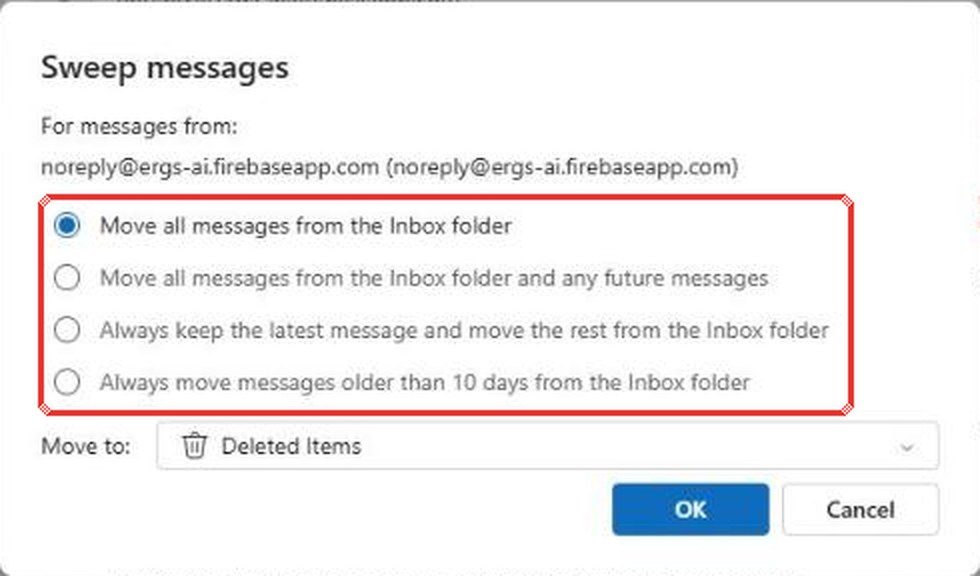 Sweep messages
For messages from:
noreply@ergs-ai.firebaseapp.com (noreply@ergs-ai.firebaseapp.com)
Move all messages from the Inbox folder
Move all messages from the Inbox folder and any future messages
Always keep the latest message and move the rest from the Inbox folder
Always move messages older than 10 days from the Inbox folder
Move to: Deleted Items
OK Cancel